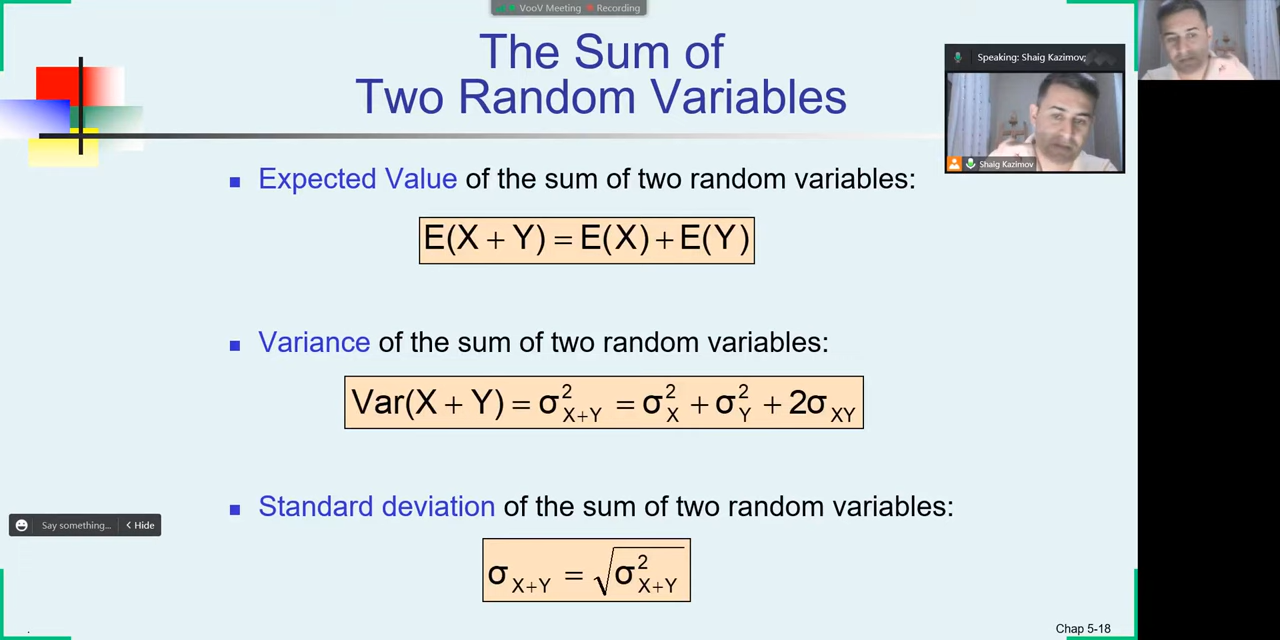 VooV Meeting Recording
The Sum of
Two Random Variables
Speaking: Shaig Kazimov;
Shaig Kazimov
Expected Value of the sum of two random variables:
E(X + Y) = E(X) + E(Y)
Variance of the sum of two random variables:
Var(X + Y) = σ²X+Y = σ²X + σ²Y + 2σXY
Standard deviation of the sum of two random variables:
Say something... < Hide
σX+Y = √σ²X+Y
Chap 5-18